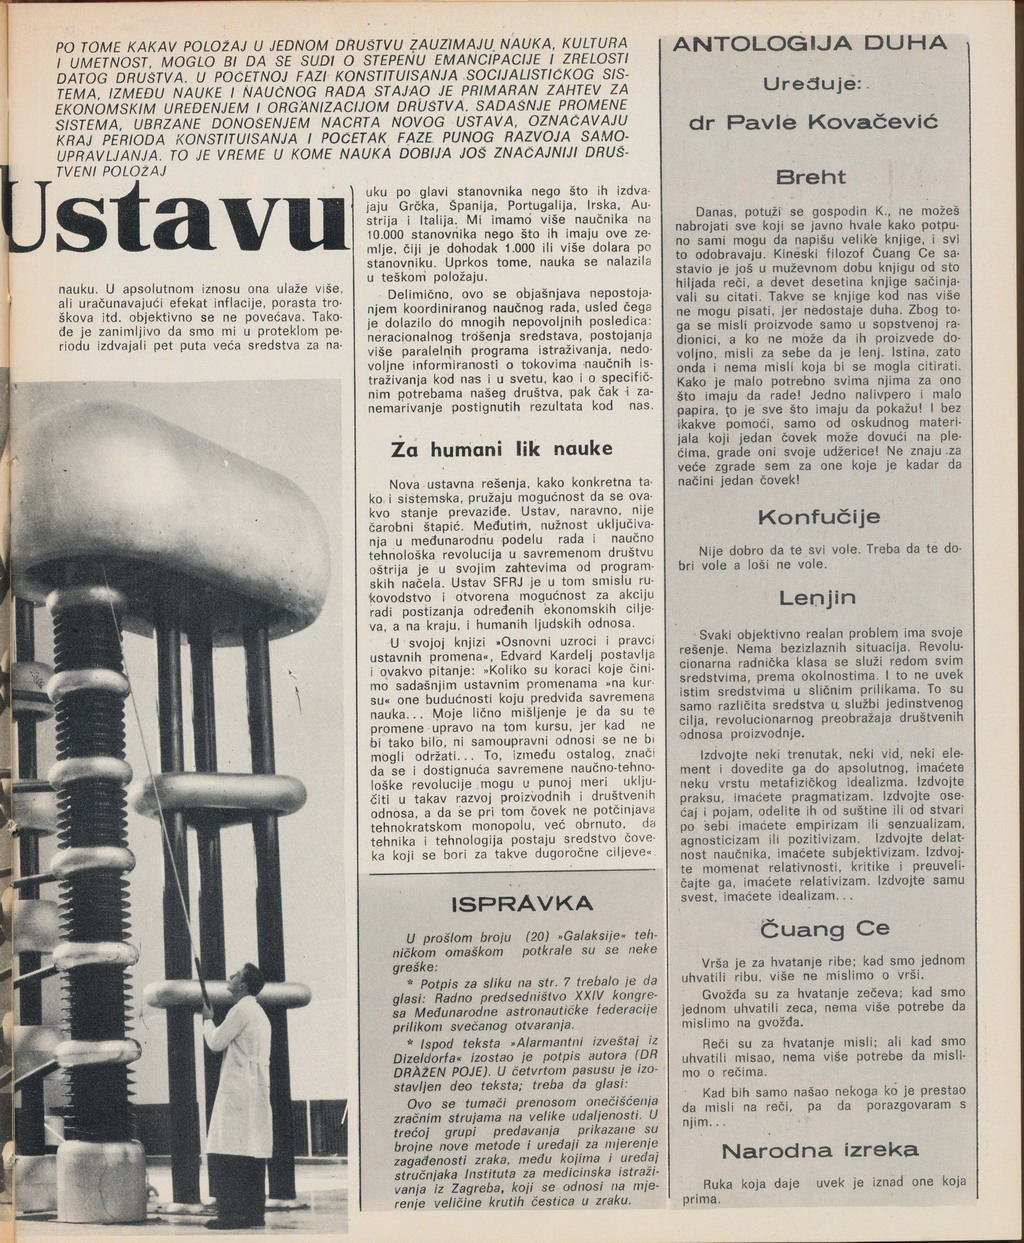 PO TOME KAKAV POLOŽAJ U JEDNOM DRUŠTVU ZAUZIMAJU NAUKA, KULTURA
I UMETNOST, MOGLO BI DA SE SUDI O STEPENU EMANCIPACIJE I ZRELOSTI
DATOG DRUŠTVA. U POČETNOJ FAZI KONSTITUISANJA SOCIJALISTIČKOG SIS-
TEMA, IZMEĐU NAUKE I NAUČNOG RADA STAJAO JE PRIMARAN ZAHTEV ZA
EKONOMSKIM UREĐENJEM I ORGANIZACIJOM DRUŠTVA. SADAŠNJE PROMENE
SISTEMA, UBRZANE DONOŠENJEM NACRTA NOVOG USTAVA, OZNAČAVAJU
KRAJ PERIODA KONSTITUISANJA I POČETAK FAZE PUNOG RAZVOJA SAMO-
UPRAVLJANJA. TO JE VREME U KOME NAUKA DOBIJA JOŠ ZNAČAJNIJI DRUŠ-
TVENI POLOŽAJ
Ustavu
nauku. U apsolutnom iznosu ona ulaže više,
ali uračunavajući efekat inflacije, porasta tro-
škova itd. objektivno se ne povećava. Tako-
đe je zanimljivo da smo mi u proteklom pe-
riodu izdvajali pet puta veća sredstva za na-
uku po glavi stanovnika nego što ih izdva-
jaju Grčka, Španija, Portugalija, Irska, Au-
strija i Italija. Mi imamo više naučnika na
10.000 stanovnika nego što ih imaju ove ze-
mlje, čiji je dohodak 1.000 ili više dolara po
stanovniku. Uprkos tome, nauka se nalazila
u teškom položaju.
Delimično, ovo se objašnjava nepostoja-
njem koordiniranog naučnog rada, usled čega
je dolazilo do mnogih nepovoljnih posledica:
neracionalnog trošenja sredstava, postojanja
više paralelnih programa istraživanja, nedo-
voljne informiranosti o tokovima naučnih is-
traživanja kod nas i u svetu, kao i o specifič-
nim potrebama našeg društva, pak čak i za-
nemarivanje postignutih rezultata kod nas.
Za humani lik nauke
Nova ustavna rešenja, kako konkretna ta-
ko i sistemska, pružaju mogućnost da se ova-
kvo stanje prevaziđe. Ustav, naravno, nije
čarobni štapić. Međutim, nužnost uključiva-
nja u međunarodnu podelu rada i naučno
tehnološka revolucija u savremenom društvu
oštrija je u svojim zahtevima od program-
skih načela. Ustav SFRJ je u tom smislu ru-
kovodstvo i otvorena mogućnost za akciju
radi postizanja određenih ekonomskih cilje-
va, a na kraju, i humanih ljudskih odnosa.
U svojoj knjizi »Osnovni uzroci i pravci
ustavnih promena«, Edvard Kardelj postavlja
i ovakvo pitanje: »Koliko su koraci koje čini-
mo sadašnjim ustavnim promenama »na kur-
su« one budućnosti koju predviđa savremena
nauka... Moje lično mišljenje je da su te
promene upravo na tom kursu, jer kad ne
bi tako bilo, ni samoupravni odnosi se ne bi
mogli održati... To, između ostalog, znači
da se i dostignuća savremene naučno-tehno-
loške revolucije mogu u punoj meri uklju-
čiti u takav razvoj proizvodnih i društvenih
odnosa, a da se pri tom čovek ne potčinjava
tehnokratskom monopolu, već obrnuto, da
tehnika i tehnologija postaju sredstvo čove-
ka koji se bori za takve dugoročne ciljeve«.
ISPRAVKA
U prošlom broju (20) »Galaksije« teh-
ničkom omaškom potkrale su se neke
greške:
* Potpis za sliku na str. 7 trebalo je da
glasi: Radno predsedništvo XXIV kongre-
sa Međunarodne astronautičke federacije
prilikom svečanog otvaranja.
* Ispod teksta »Alarmantni izveštaj iz
Dizeldorfa« izostao je potpis autora (DR
DRAŽEN POJE). U četvrtom pasusu je izo-
stavljen deo teksta; treba da glasi:
Ovo se tumači prenosom onečišćenja
zračnim strujama na velike udaljenosti. U
trećoj grupi predavanja prikazane su
brojne nove metode i uređaji za mjerenje
zagađenosti zraka, među kojima i uređaj
stručnjaka Instituta za medicinska istraži-
vanja iz Zagreba, koji se odnosi na mje-
renje veličine krutih čestica u zraku.
ANTOLOGIJA DUHA
Uređuje:
dr Pavle Kovačević
Breht
Danas, potuži se gospodin K., ne možeš
nabrojati sve koji se javno hvale kako potpu-
no sami mogu da napišu velike knjige, i svi
to odobravaju. Kineski filozof Čuang Ce sa-
stavio je još u muževnom dobu knjigu od sto
hiljada reči, a devet desetina knjige sačinja-
vali su citati. Takve se knjige kod nas više
ne mogu pisati, jer nedostaje duha. Zbog to-
ga se misli proizvode samo u sopstvenoj ra-
dionici, a ko ne može da ih proizvede do-
voljno, misli za sebe da je lenj. Istina, zato
onda i nema misli koja bi se mogla citirati.
Kako je malo potrebno svima njima za ono
što imaju da rade! Jedno nalivpero i malo
papira, to je sve što imaju da pokažu! I bez
ikakve pomoći, samo od oskudnog materi-
jala koji jedan čovek može dovući na ple-
ćima, grade oni svoje udžerice! Ne znaju za
veće zgrade sem za one koje je kadar da
načini jedan čovek!
Konfučije
Nije dobro da te svi vole. Treba da te do-
bri vole a loši ne vole.
Lenjin
Svaki objektivno realan problem ima svoje
rešenje. Nema bezizlaznih situacija. Revolu-
cionarna radnička klasa se služi redom svim
sredstvima, prema okolnostima. I to ne uvek
istim sredstvima u sličnim prilikama. To su
samo različita sredstva u službi jedinstvenog
cilja, revolucionarnog preobražaja društvenih
odnosa proizvodnje.
Izdvojte neki trenutak, neki vid, neki ele-
ment i dovedite ga do apsolutnog, imaćete
neku vrstu metafizičkog idealizma. Izdvojte
praksu, imaćete pragmatizam. Izdvojte ose-
ćaj i pojam, odelite ih od suštine ili od stvari
po sebi imaćete empirizam ili senzualizam,
agnosticizam ili pozitivizam. Izdvojte delat-
nost naučnika, imaćete subjektivizam. Izdvoj-
te momenat relativnosti, kritike i preuveli-
čajte ga, imaćete relativizam. Izdvojte samu
svest, imaćete idealizam...
Čuang Ce
Vrša je za hvatanje ribe; kad smo jednom
uhvatili ribu, više ne mislimo o vrši.
Gvožđa su za hvatanje zečeva; kad smo
jednom uhvatili zeca, nema više potrebe da
mislimo na gvožđa.
Reči su za hvatanje misli; ali kad smo
uhvatili misao, nema više potrebe da misli-
mo o rečima.
Kad bih samo našao nekoga ko je prestao
da misli na reči, pa da porazgovaram s
njim...
Narodna izreka
Ruka koja daje uvek je iznad one koja
prima.